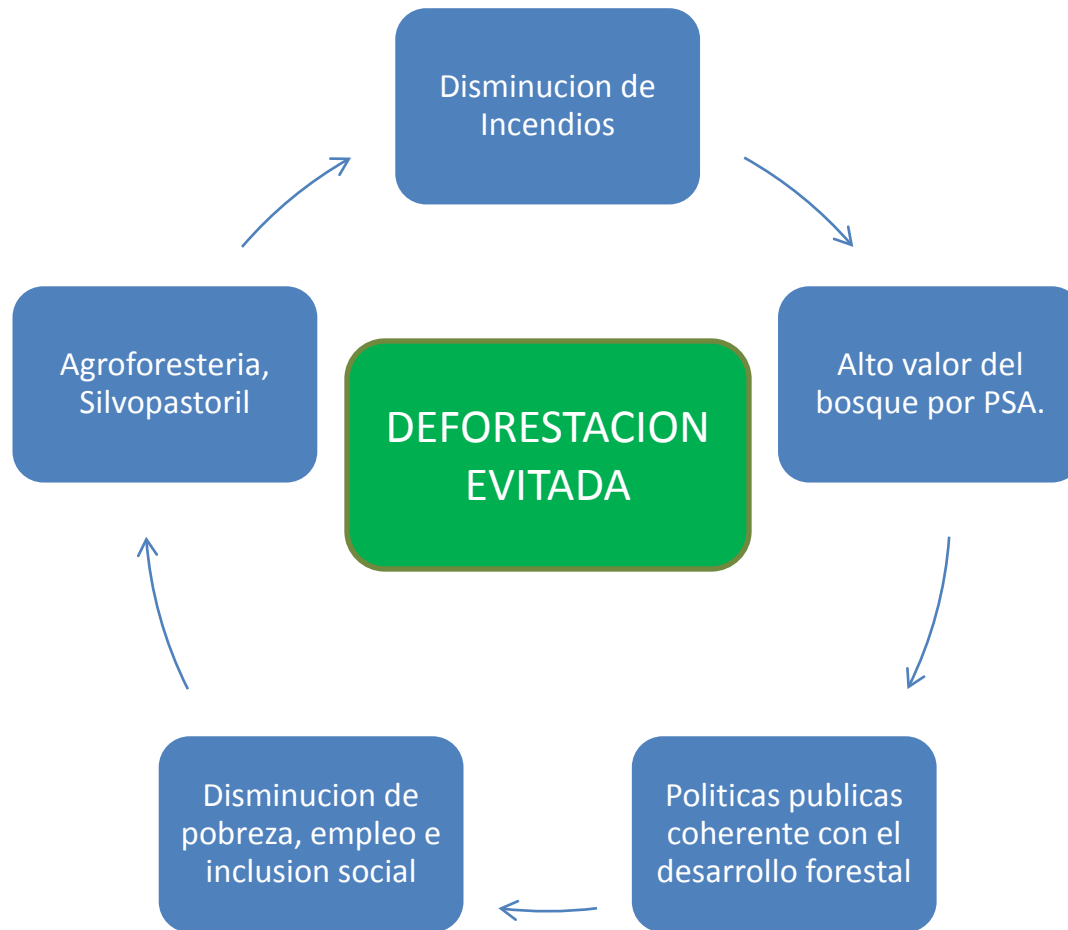 Disminucion de
Incendios
Alto valor del
bosque por PSA.
Politicas publicas
coherente con el
desarrollo forestal
Disminucion de
pobreza, empleo e
inclusion social
Agroforesteria,
Silvopastoril
DEFORESTACION
EVITADA